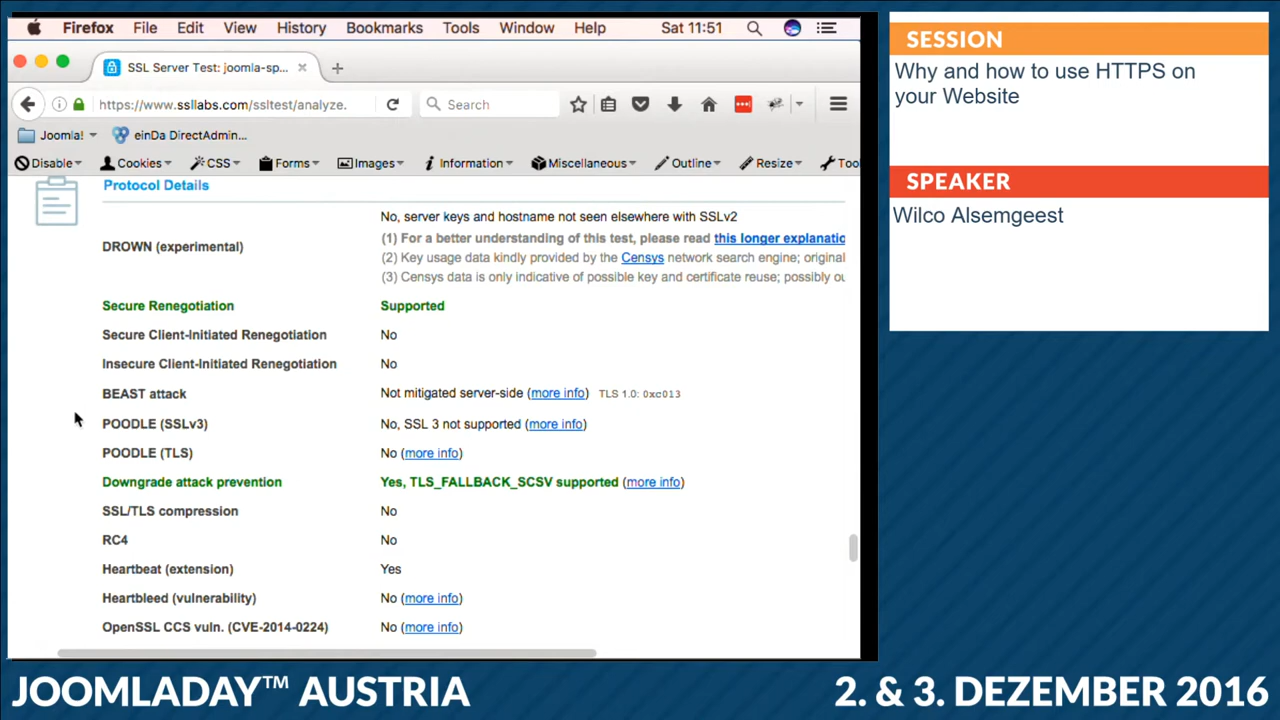 Firefox File Edit View History Bookmarks Tools Window Help Sat 11:51
SSL Server Test: joomla-sp...
https://www.ssllabs.com/ssltest/analyze. Search
Joomla! einDa DirectAdmin...
Disable Cookies CSS Forms Images Information Miscellaneous Outline Resize Tool
Protocol Details
DROWN (experimental)
No, server keys and hostname not seen elsewhere with SSLv2
(1) For a better understanding of this test, please read this longer explanatio
(2) Key usage data kindly provided by the Censys network search engine; original
(3) Censys data is only indicative of possible key and certificate reuse; possibly ou
Secure Renegotiation Supported
Secure Client-Initiated Renegotiation No
Insecure Client-Initiated Renegotiation No
BEAST attack Not mitigated server-side (more info) TLS 1.0: 0xc013
POODLE (SSLv3) No, SSL 3 not supported (more info)
POODLE (TLS) No (more info)
Downgrade attack prevention Yes, TLS_FALLBACK_SCSV supported (more info)
SSL/TLS compression No
RC4 No
Heartbeat (extension) Yes
Heartbleed (vulnerability) No (more info)
OpenSSL CCS vuln. (CVE-2014-0224) No (more info)
SESSION
Why and how to use HTTPS on
your Website
SPEAKER
Wilco Alsemgeest
JOOMLADAY™ AUSTRIA
2. & 3. DEZEMBER 2016